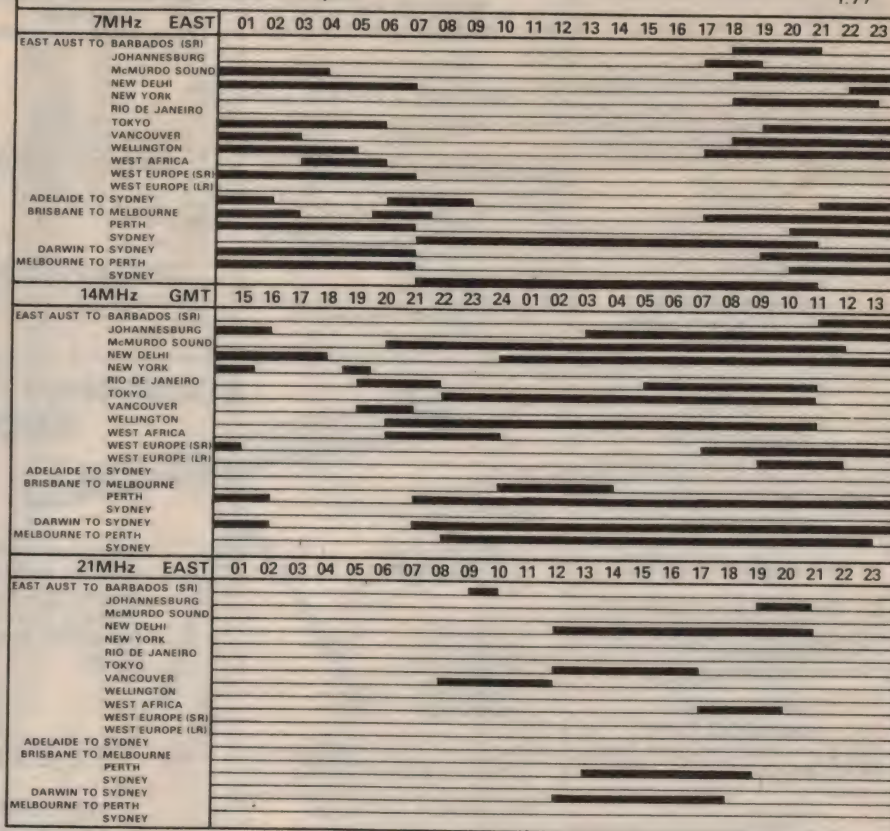 1.77
7MHz EAST 01 02 03 04 05 06 07 08 09 10 11 12 13 14 15 16 17 18 19 20 21 22 23
EAST AUST TO BARBADOS (SR)
JOHANNESBURG
McMURDO SOUND
NEW DELHI
NEW YORK
RIO DE JANEIRO
TOKYO
VANCOUVER
WELLINGTON
WEST AFRICA
WEST EUROPE (SR)
WEST EUROPE (LR)
ADELAIDE TO SYDNEY
BRISBANE TO MELBOURNE
PERTH
SYDNEY
DARWIN TO SYDNEY
MELBOURNE TO PERTH
SYDNEY
14MHz GMT 15 16 17 18 19 20 21 22 23 24 01 02 03 04 05 06 07 08 09 10 11 12 13
EAST AUST TO BARBADOS (SR)
JOHANNESBURG
McMURDO SOUND
NEW DELHI
NEW YORK
RIO DE JANEIRO
TOKYO
VANCOUVER
WELLINGTON
WEST AFRICA
WEST EUROPE (SR)
WEST EUROPE (LR)
ADELAIDE TO SYDNEY
BRISBANE TO MELBOURNE
PERTH
SYDNEY
DARWIN TO SYDNEY
MELBOURNE TO PERTH
SYDNEY
21MHz EAST 01 02 03 04 05 06 07 08 09 10 11 12 13 14 15 16 17 18 19 20 21 22 23
EAST AUST TO BARBADOS (SR)
JOHANNESBURG
McMURDO SOUND
NEW DELHI
NEW YORK
RIO DE JANEIRO
TOKYO
VANCOUVER
WELLINGTON
WEST AFRICA
WEST EUROPE (SR)
WEST EUROPE (LR)
ADELAIDE TO SYDNEY
BRISBANE TO MELBOURNE
PERTH
SYDNEY
DARWIN TO SYDNEY
MELBOURNE TO PERTH
SYDNEY